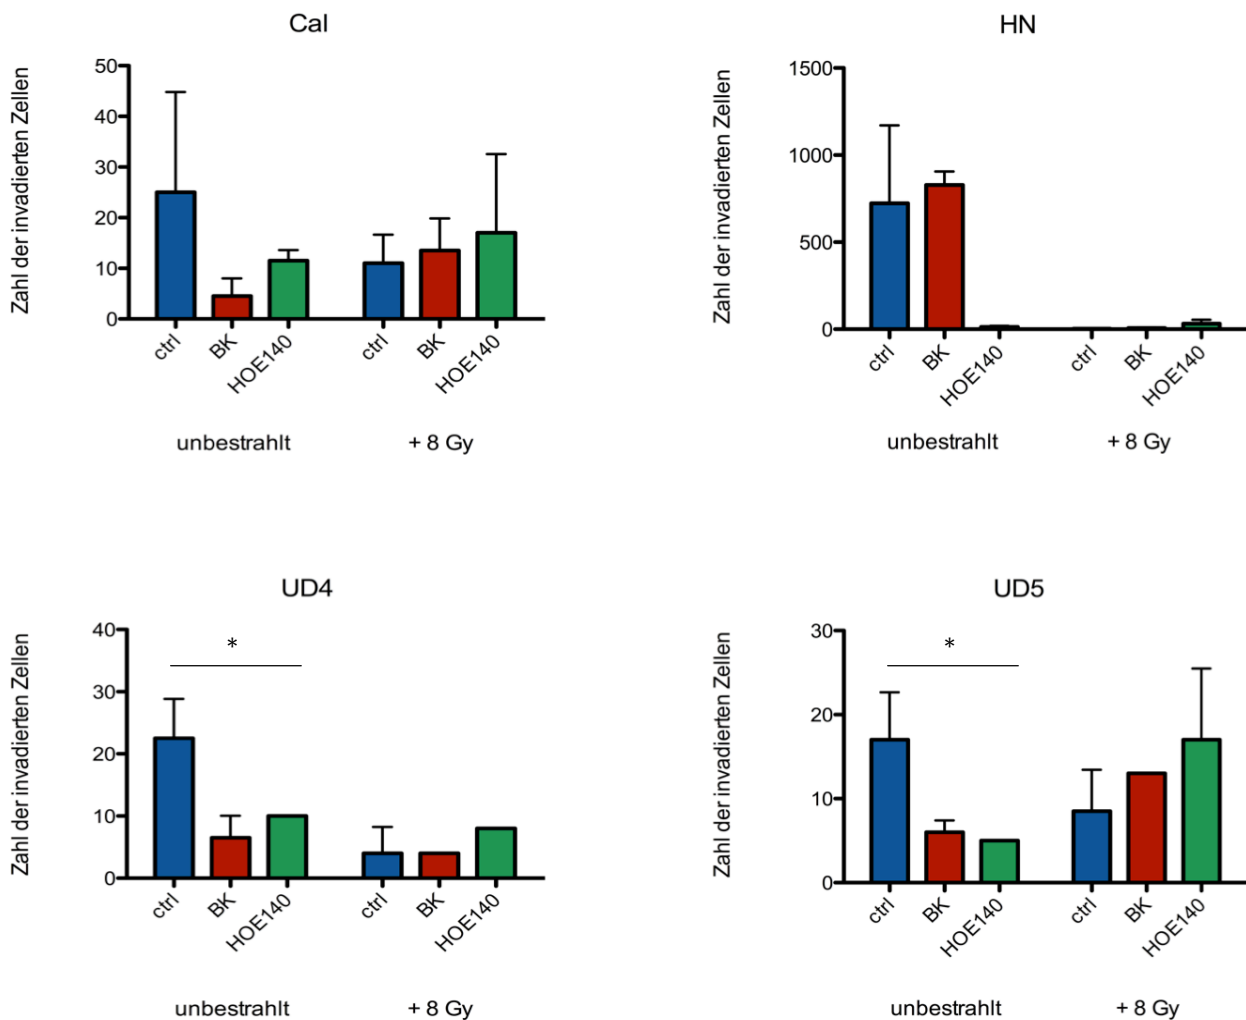 Cal
Zahl der invadierten Zellen
50
40
30
20
10
0
ctrl
BK
HOE140
ctrl
BK
HOE140
unbestrahlt
+ 8 Gy
HN
Zahl der invadierten Zellen
1500
1000
500
0
ctrl
BK
HOE140
ctrl
BK
HOE140
unbestrahlt
+ 8 Gy
UD4
Zahl der invadierten Zellen
40
30
20
10
0
*
ctrl
BK
HOE140
ctrl
BK
HOE140
unbestrahlt
+ 8 Gy
UD5
Zahl der invadierten Zellen
30
20
10
0
*
ctrl
BK
HOE140
ctrl
BK
HOE140
unbestrahlt
+ 8 Gy